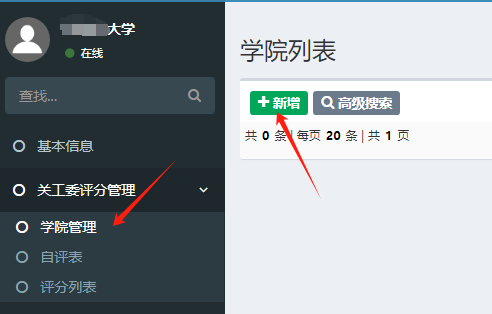 大学
在线
查找...
基本信息
关工委评分管理
学院管理
自评表
评分列表
学院列表
新增 高级搜索
共 0 条 | 每页 20 条 | 共 1 页